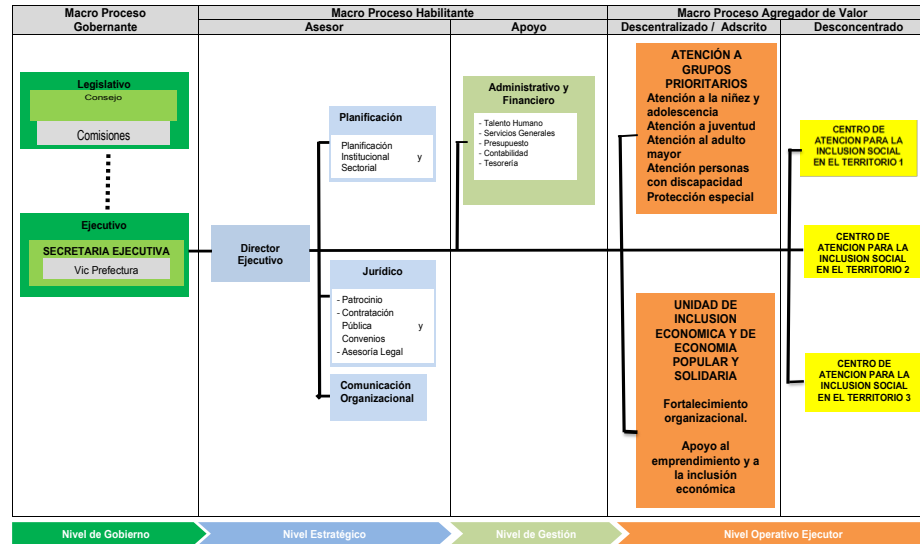 Macro Proceso
Gobernante
Macro Proceso Habilitante
Asesor
Apoyo
Macro Proceso Agregador de Valor
Descentralizado / Adscrito
Desconcentrado
Legislativo
Consejo
Comisiones
Ejecutivo
SECRETARIA EJECUTIVA
Vic Prefectura
Director
Ejecutivo
Planificación
Planificación
Institucional y
Sectorial
Jurídico
- Patrocinio
- Contratación
Pública y
Convenios
- Asesoría Legal
Comunicación
Organizacional
Administrativo y
Financiero
- Talento Humano
- Servicios Generales
- Presupuesto
- Contabilidad
- Tesorería
ATENCIÓN A
GRUPOS
PRIORITARIOS
Atención a la niñez y
adolescencia
Atención a juventud
Atención al adulto
mayor
Atención personas
con discapacidad
Protección especial
UNIDAD DE
INCLUSION
ECONOMICA Y DE
ECONOMIA
POPULAR Y
SOLIDARIA
Fortalecimiento
organizacional.
Apoyo al
emprendimiento y a
la inclusión
económica
CENTRO DE
ATENCION PARA LA
INCLUSION SOCIAL
EN EL TERRITORIO 1
CENTRO DE
ATENCION PARA LA
INCLUSION SOCIAL
EN EL TERRITORIO 2
CENTRO DE
ATENCION PARA LA
INCLUSION SOCIAL
EN EL TERRITORIO 3
Nivel de Gobierno
Nivel Estratégico
Nivel de Gestión
Nivel Operativo Ejecutor